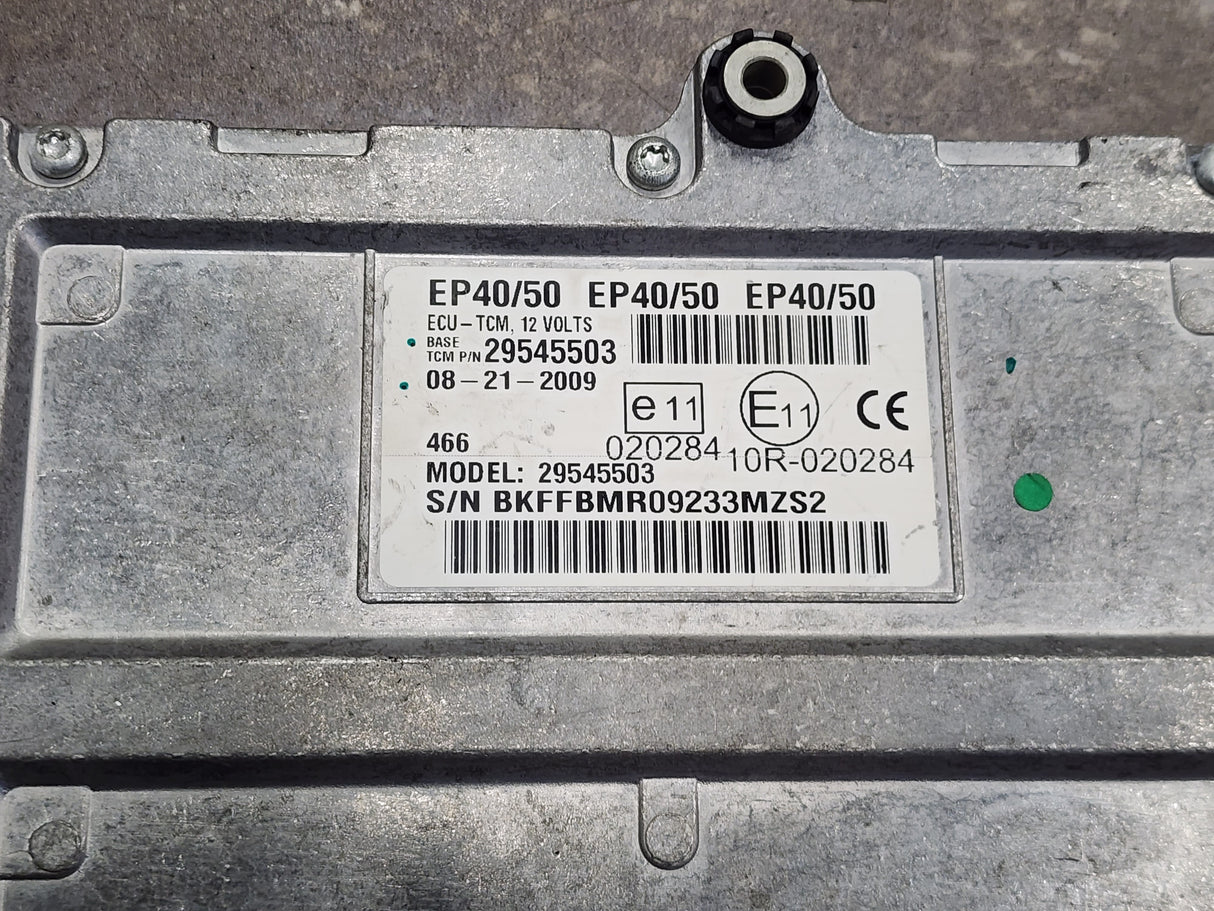 EP40/50 EP40/50 EP40/50
ECU-TCM, 12 VOLTS
BASE
TCM P/N 29545503
08-21-2009
e11 E11 CE
466
020284 10R-020284
MODEL: 29545503
S/N BKFFBMR09233MZS2